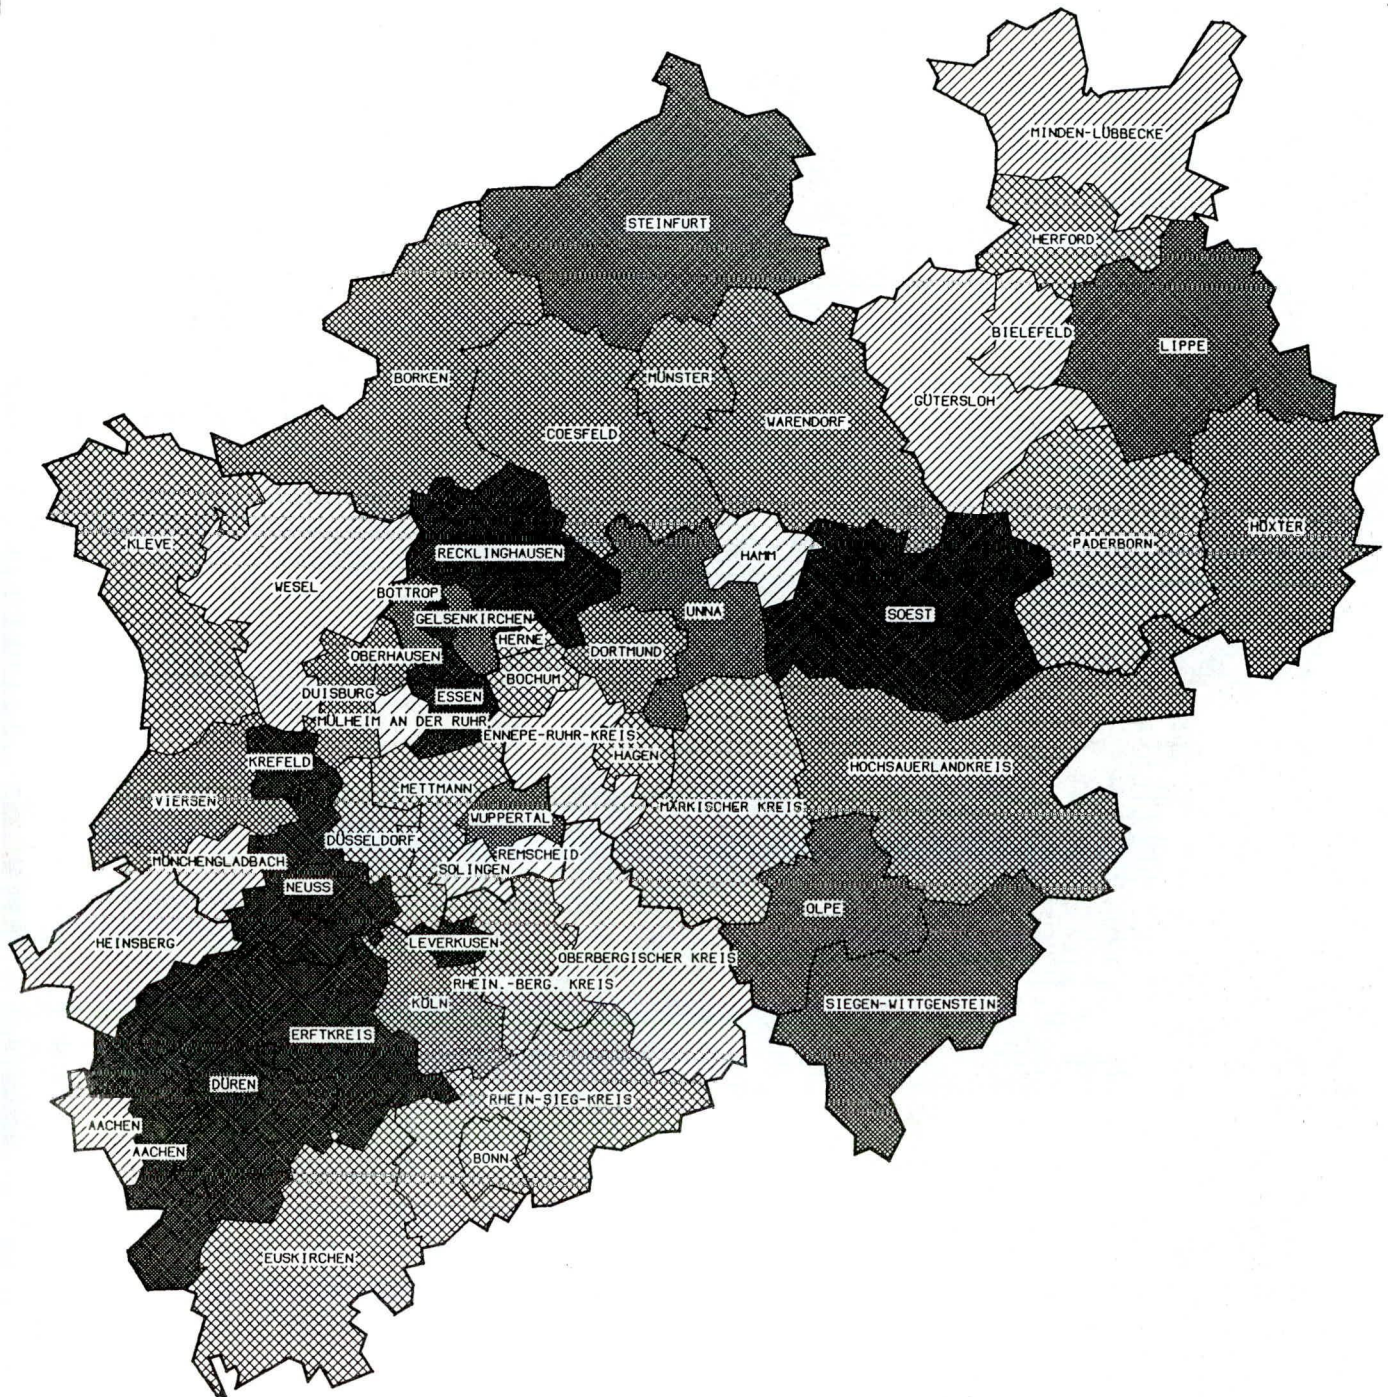 MINDEN-LÜBBECKE
STEINFURT
HERFORD
BIELEFELD
LIPPE
BORKEN
MÜNSTER
GÜTERSLOH
WARENDORF
COESFELD
HÖXTER
KLEVE
PADERBORN
RECKLINGHAUSEN
HAMM
WESEL
BOTTROP
UNNA
SOEST
GELSENKIRCHEN
HERNE
OBERHAUSEN
DORTMUND
BOCHUM
DUISBURG
ESSEN
MÜLHEIM AN DER RUHR
ENNEPE-RUHR-KREIS
HAGEN
KREFELD
HOCHSAUERLANDKREIS
METTMANN
VIERSEN
MÄRKISCHER KREIS
WUPPERTAL
DÜSSELDORF
REMSCHEID
MÖNCHENGLADBACH
SOLINGEN
NEUSS
OLPE
HEINSBERG
LEVERKUSEN
OBERBERGISCHER KREIS
RHEIN.-BERG. KREIS
KÖLN
SIEGEN-WITTGENSTEIN
ERFTKREIS
DÜREN
RHEIN-SIEG-KREIS
AACHEN
AACHEN
BONN
EUSKIRCHEN